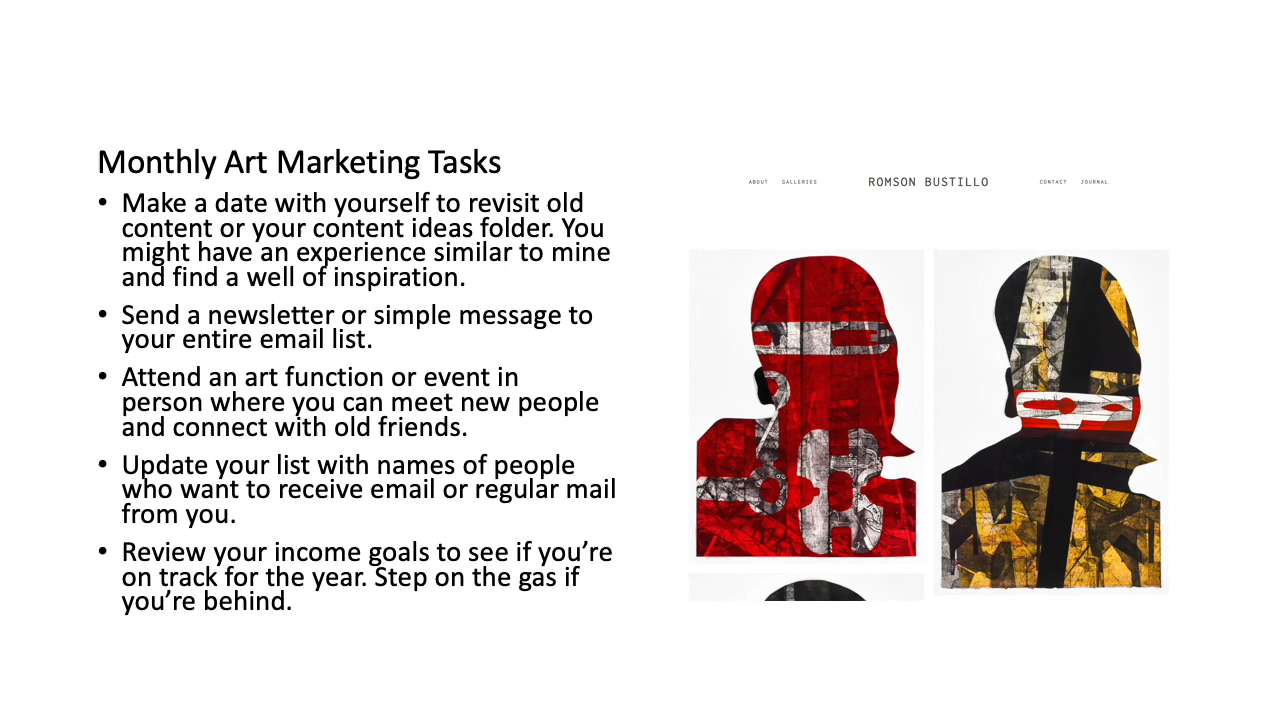 Monthly Art Marketing Tasks
• Make a date with yourself to revisit old
content or your content ideas folder. You
might have an experience similar to mine
and find a well of inspiration.
• Send a newsletter or simple message to
your entire email list.
• Attend an art function or event in
person where you can meet new people
and connect with old friends.
• Update your list with names of people
who want to receive email or regular mail
from you.
• Review your income goals to see if you’re
on track for the year. Step on the gas if
you’re behind.
ABOUT GALLERIES ROMSON BUSTILLO CONTACT JOURNAL